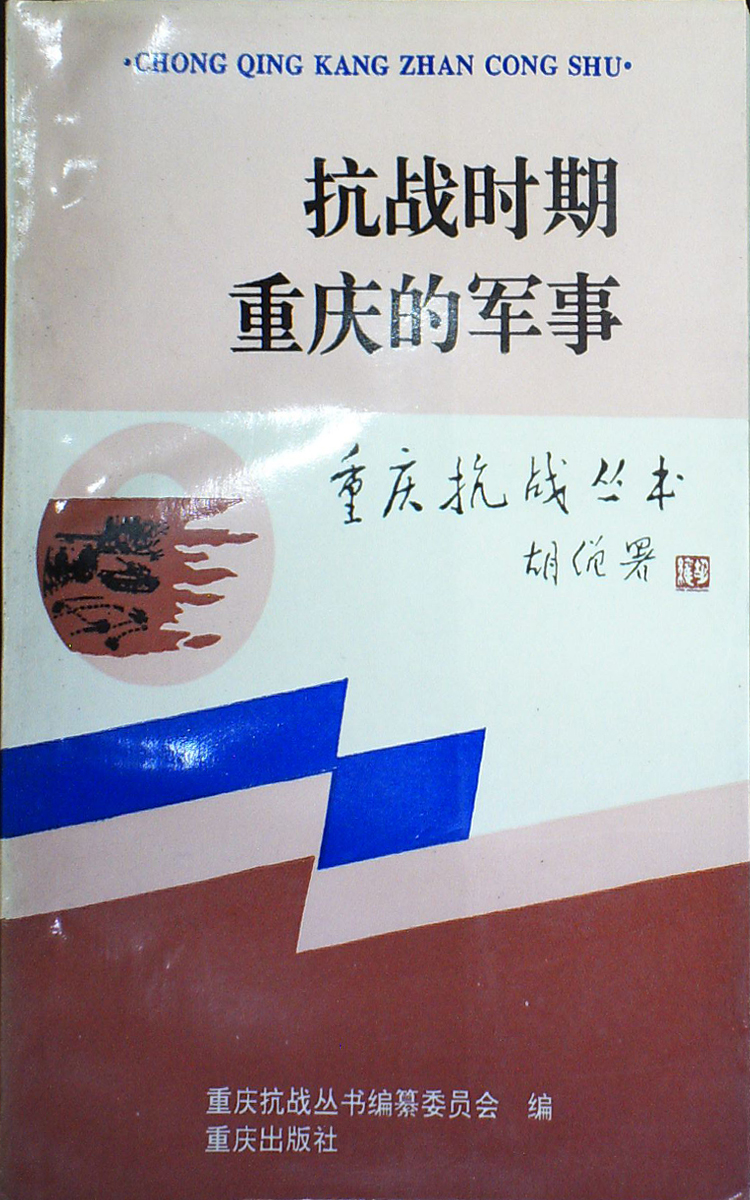 ·CHONG QING KANG ZHAN CONG SHU·
抗战时期
重庆的军事
重庆抗战丛书
胡绳署
重庆抗战丛书编纂委员会 编
重庆出版社